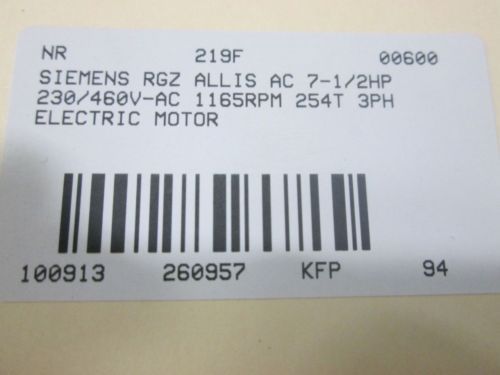 NR 219F 00600
SIEMENS RGZ ALLIS AC 7-1/2HP
230/460V-AC 1165RPM 254T 3PH
ELECTRIC MOTOR
100913 260957 KFP 94